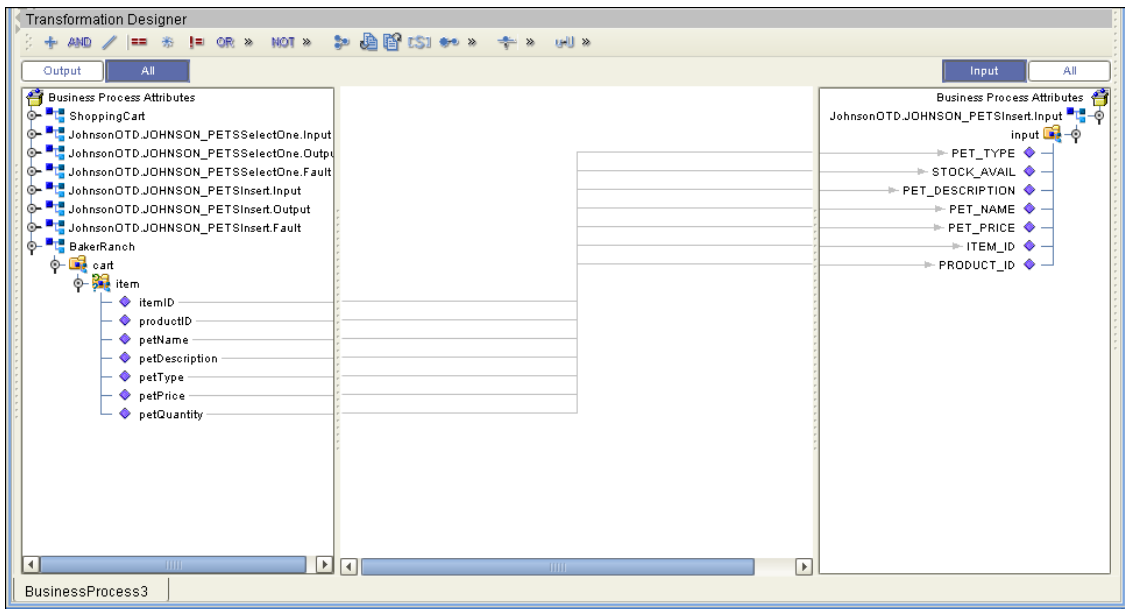 Transformation Designer
AND == != OR » NOT » [S] » » »
Output All Input All
Business Process Attributes
ShoppingCart
JohnsonOTD.JOHNSON_PETSSelectOne.Input
JohnsonOTD.JOHNSON_PETSSelectOne.Outpu
JohnsonOTD.JOHNSON_PETSSelectOne.Fault
JohnsonOTD.JOHNSON_PETSInsert.Input
JohnsonOTD.JOHNSON_PETSInsert.Output
JohnsonOTD.JOHNSON_PETSInsert.Fault
BakerRanch
cart
item
itemID
productID
petName
petDescription
petType
petPrice
petQuantity
Business Process Attributes
JohnsonOTD.JOHNSON_PETSInsert.Input
input
PET_TYPE
STOCK_AVAIL
PET_DESCRIPTION
PET_NAME
PET_PRICE
ITEM_ID
PRODUCT_ID
BusinessProcess3